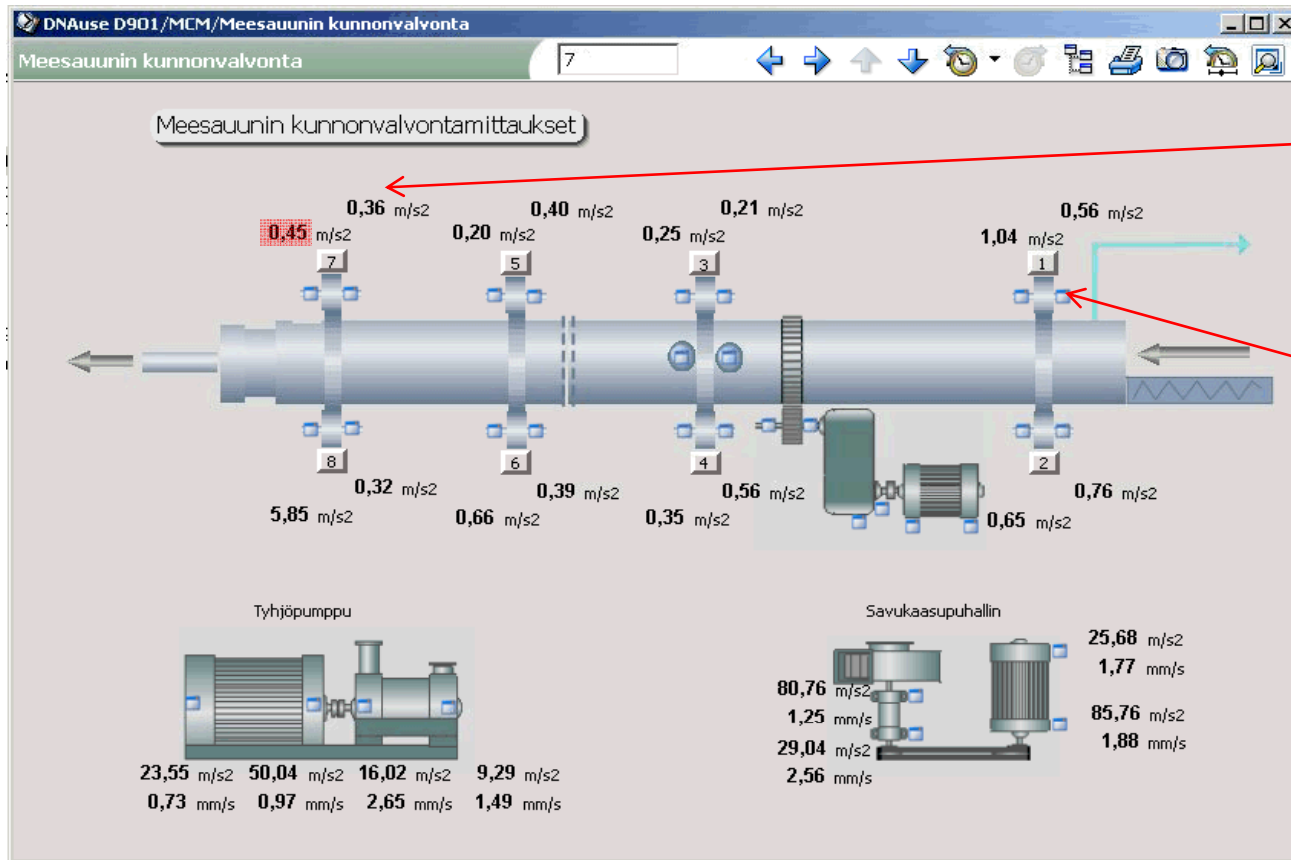 DNAuse D901/MCM/Meesauunin kunnonvalvonta
Meesauunin kunnonvalvonta 7
Meesauunin kunnonvalvontamittaukset
0,36 m/s2 0,40 m/s2 0,21 m/s2 0,56 m/s2
0,45 m/s2 0,20 m/s2 0,25 m/s2 1,04 m/s2
7 5 3 1
8 6 4 2
0,32 m/s2 0,39 m/s2 0,56 m/s2 0,76 m/s2
5,85 m/s2 0,66 m/s2 0,35 m/s2 0,65 m/s2
Tyhjöpumppu
23,55 m/s2 50,04 m/s2 16,02 m/s2 9,29 m/s2
0,73 mm/s 0,97 mm/s 2,65 mm/s 1,49 mm/s
Savukaasupuhallin
25,68 m/s2
1,77 mm/s
80,76 m/s2
1,25 mm/s
85,76 m/s2
1,88 mm/s
29,04 m/s2
2,56 mm/s